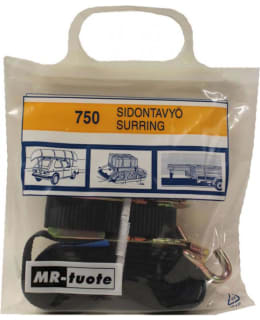 750 SIDONTAVYÖ
SURRING
MR-tuote